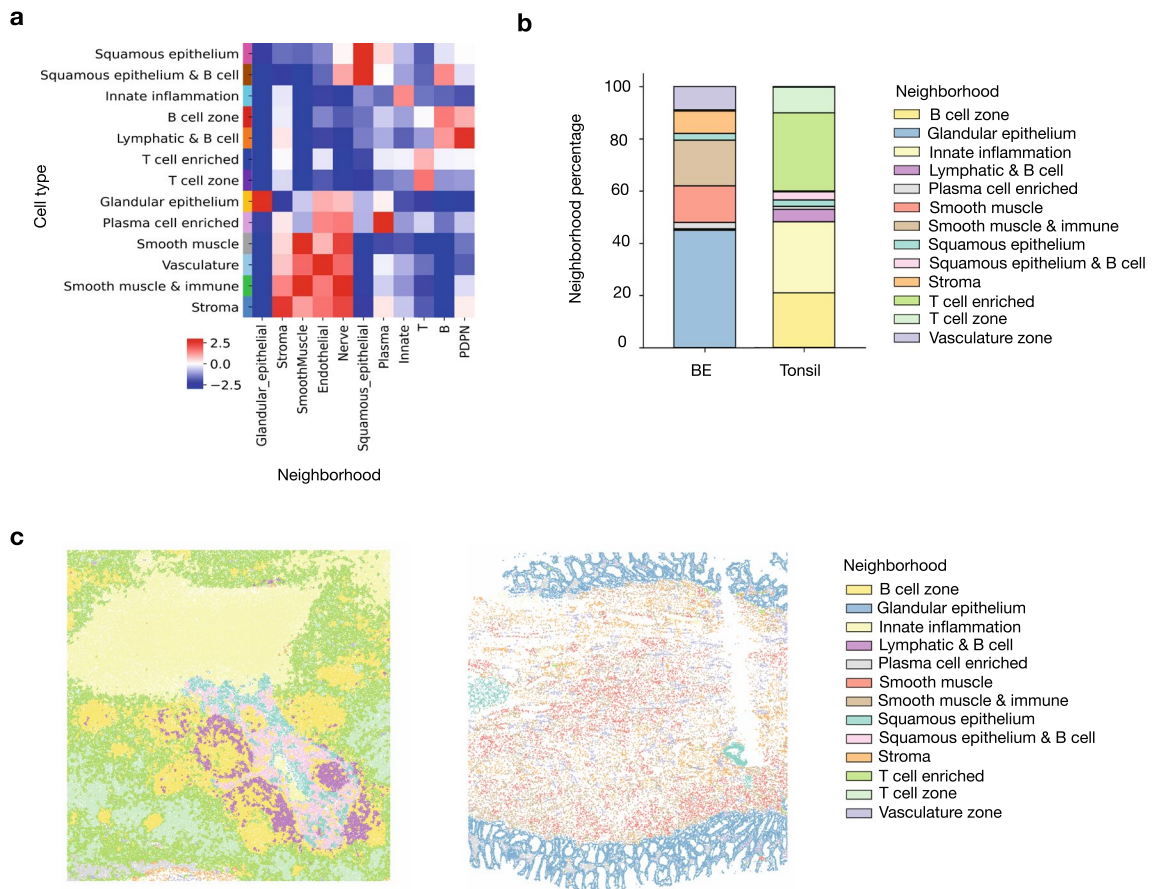 a
Cell type
Squamous epithelium
Squamous epithelium & B cell
Innate inflammation
B cell zone
Lymphatic & B cell
T cell enriched
T cell zone
Glandular epithelium
Plasma cell enriched
Smooth muscle
Vasculature
Smooth muscle & immune
Stroma
2.5
0.0
−2.5
Glandular_epithelial
Stroma
SmoothMuscle
Endothelial
Nerve
Squamous_epithelial
Plasma
Innate
T
B
PDPN
Neighborhood
b
Neighborhood percentage
100
80
60
40
20
0
BE
Tonsil
Neighborhood
B cell zone
Glandular epithelium
Innate inflammation
Lymphatic & B cell
Plasma cell enriched
Smooth muscle
Smooth muscle & immune
Squamous epithelium
Squamous epithelium & B cell
Stroma
T cell enriched
T cell zone
Vasculature zone
c
Neighborhood
B cell zone
Glandular epithelium
Innate inflammation
Lymphatic & B cell
Plasma cell enriched
Smooth muscle
Smooth muscle & immune
Squamous epithelium
Squamous epithelium & B cell
Stroma
T cell enriched
T cell zone
Vasculature zone